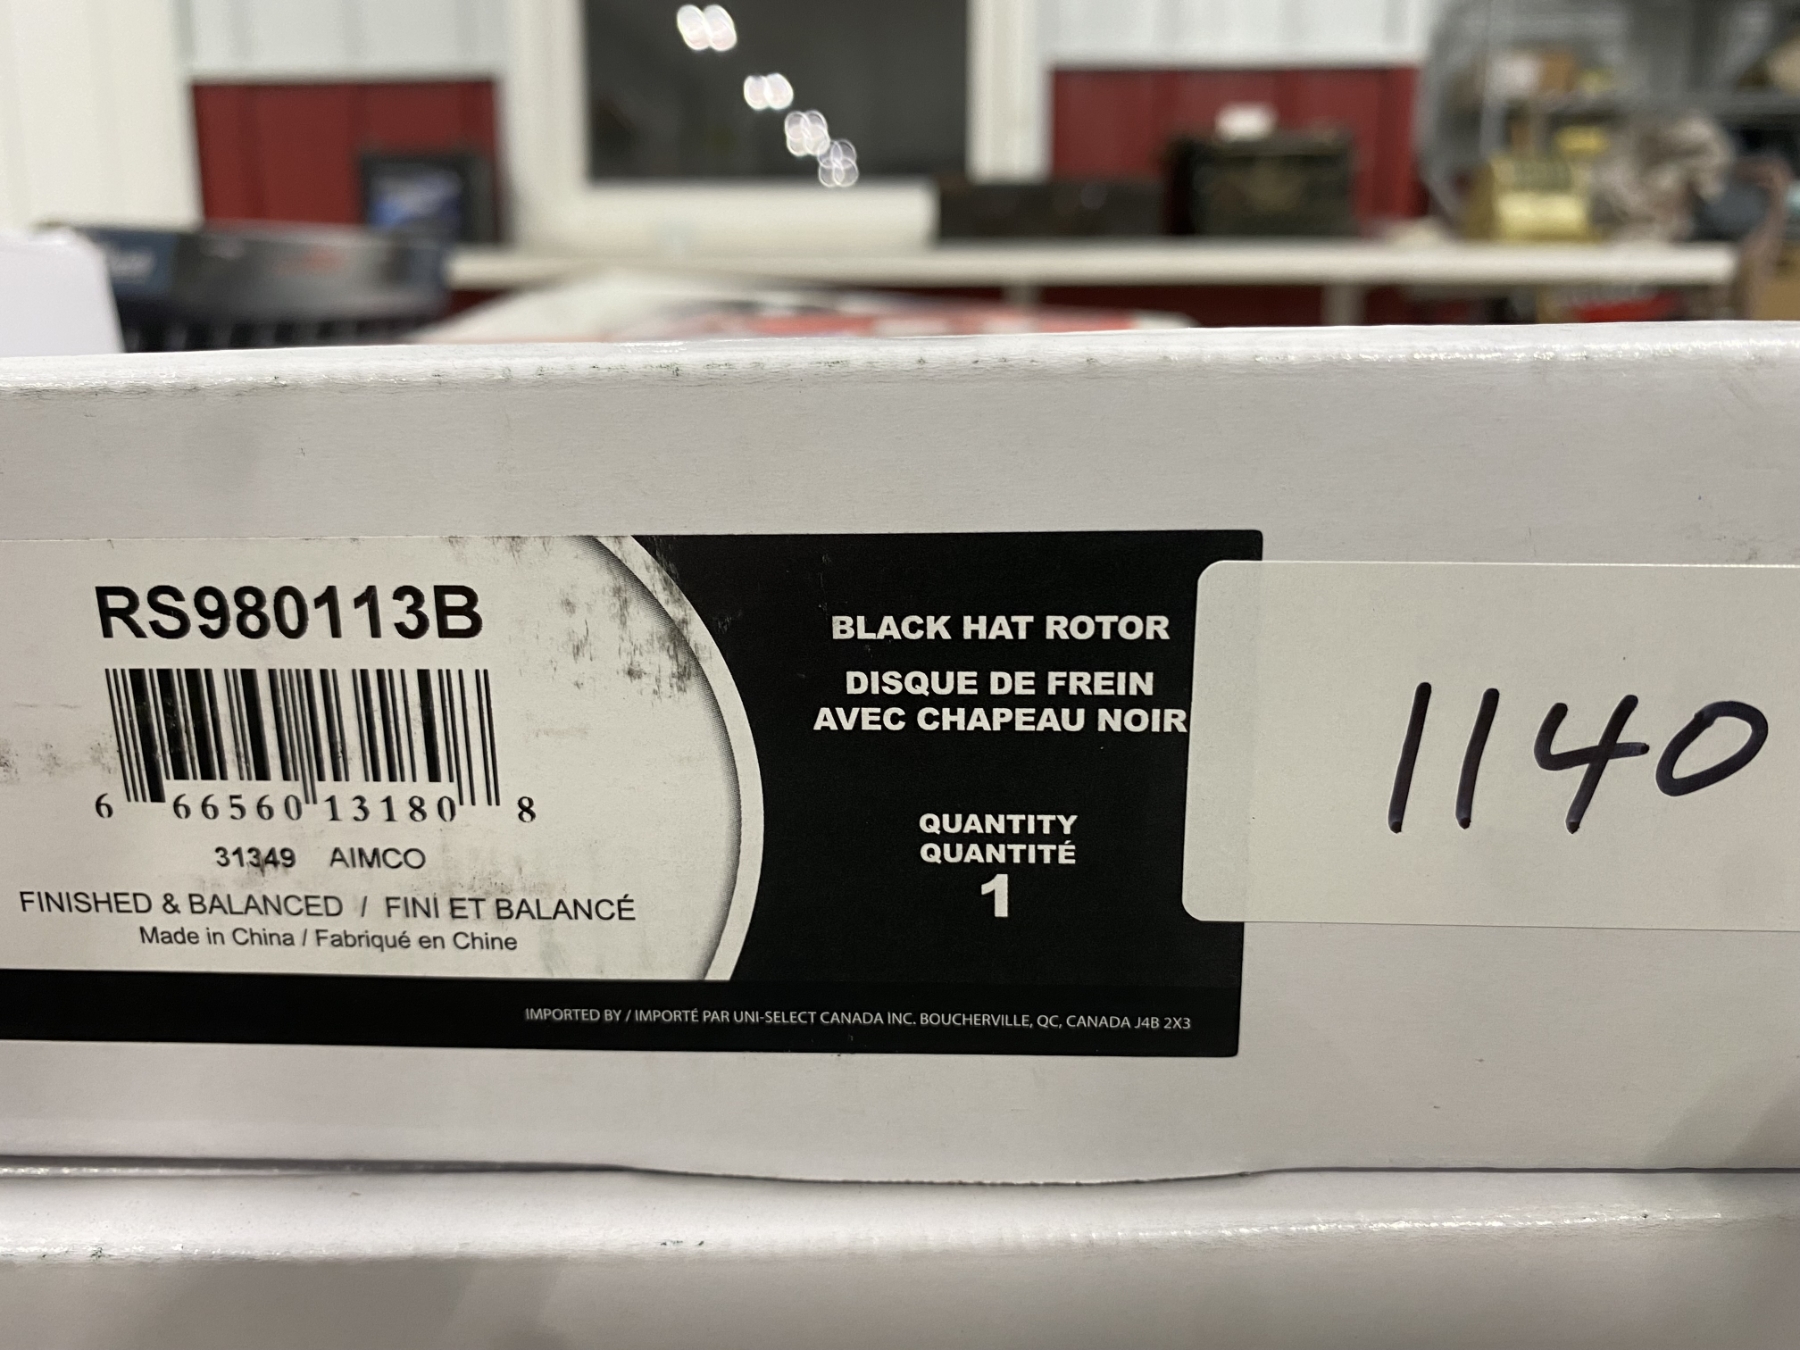 RS980113B
6 66560 13180 8
31349 AIMCO
FINISHED & BALANCED / FINI ET BALANCÉ
Made in China / Fabriqué en Chine
BLACK HAT ROTOR
DISQUE DE FREIN
AVEC CHAPEAU NOIR
QUANTITY
QUANTITÉ
1
IMPORTED BY / IMPORTÉ PAR UNI-SELECT CANADA INC. BOUCHERVILLE, QC, CANADA J4B 2X3
1140